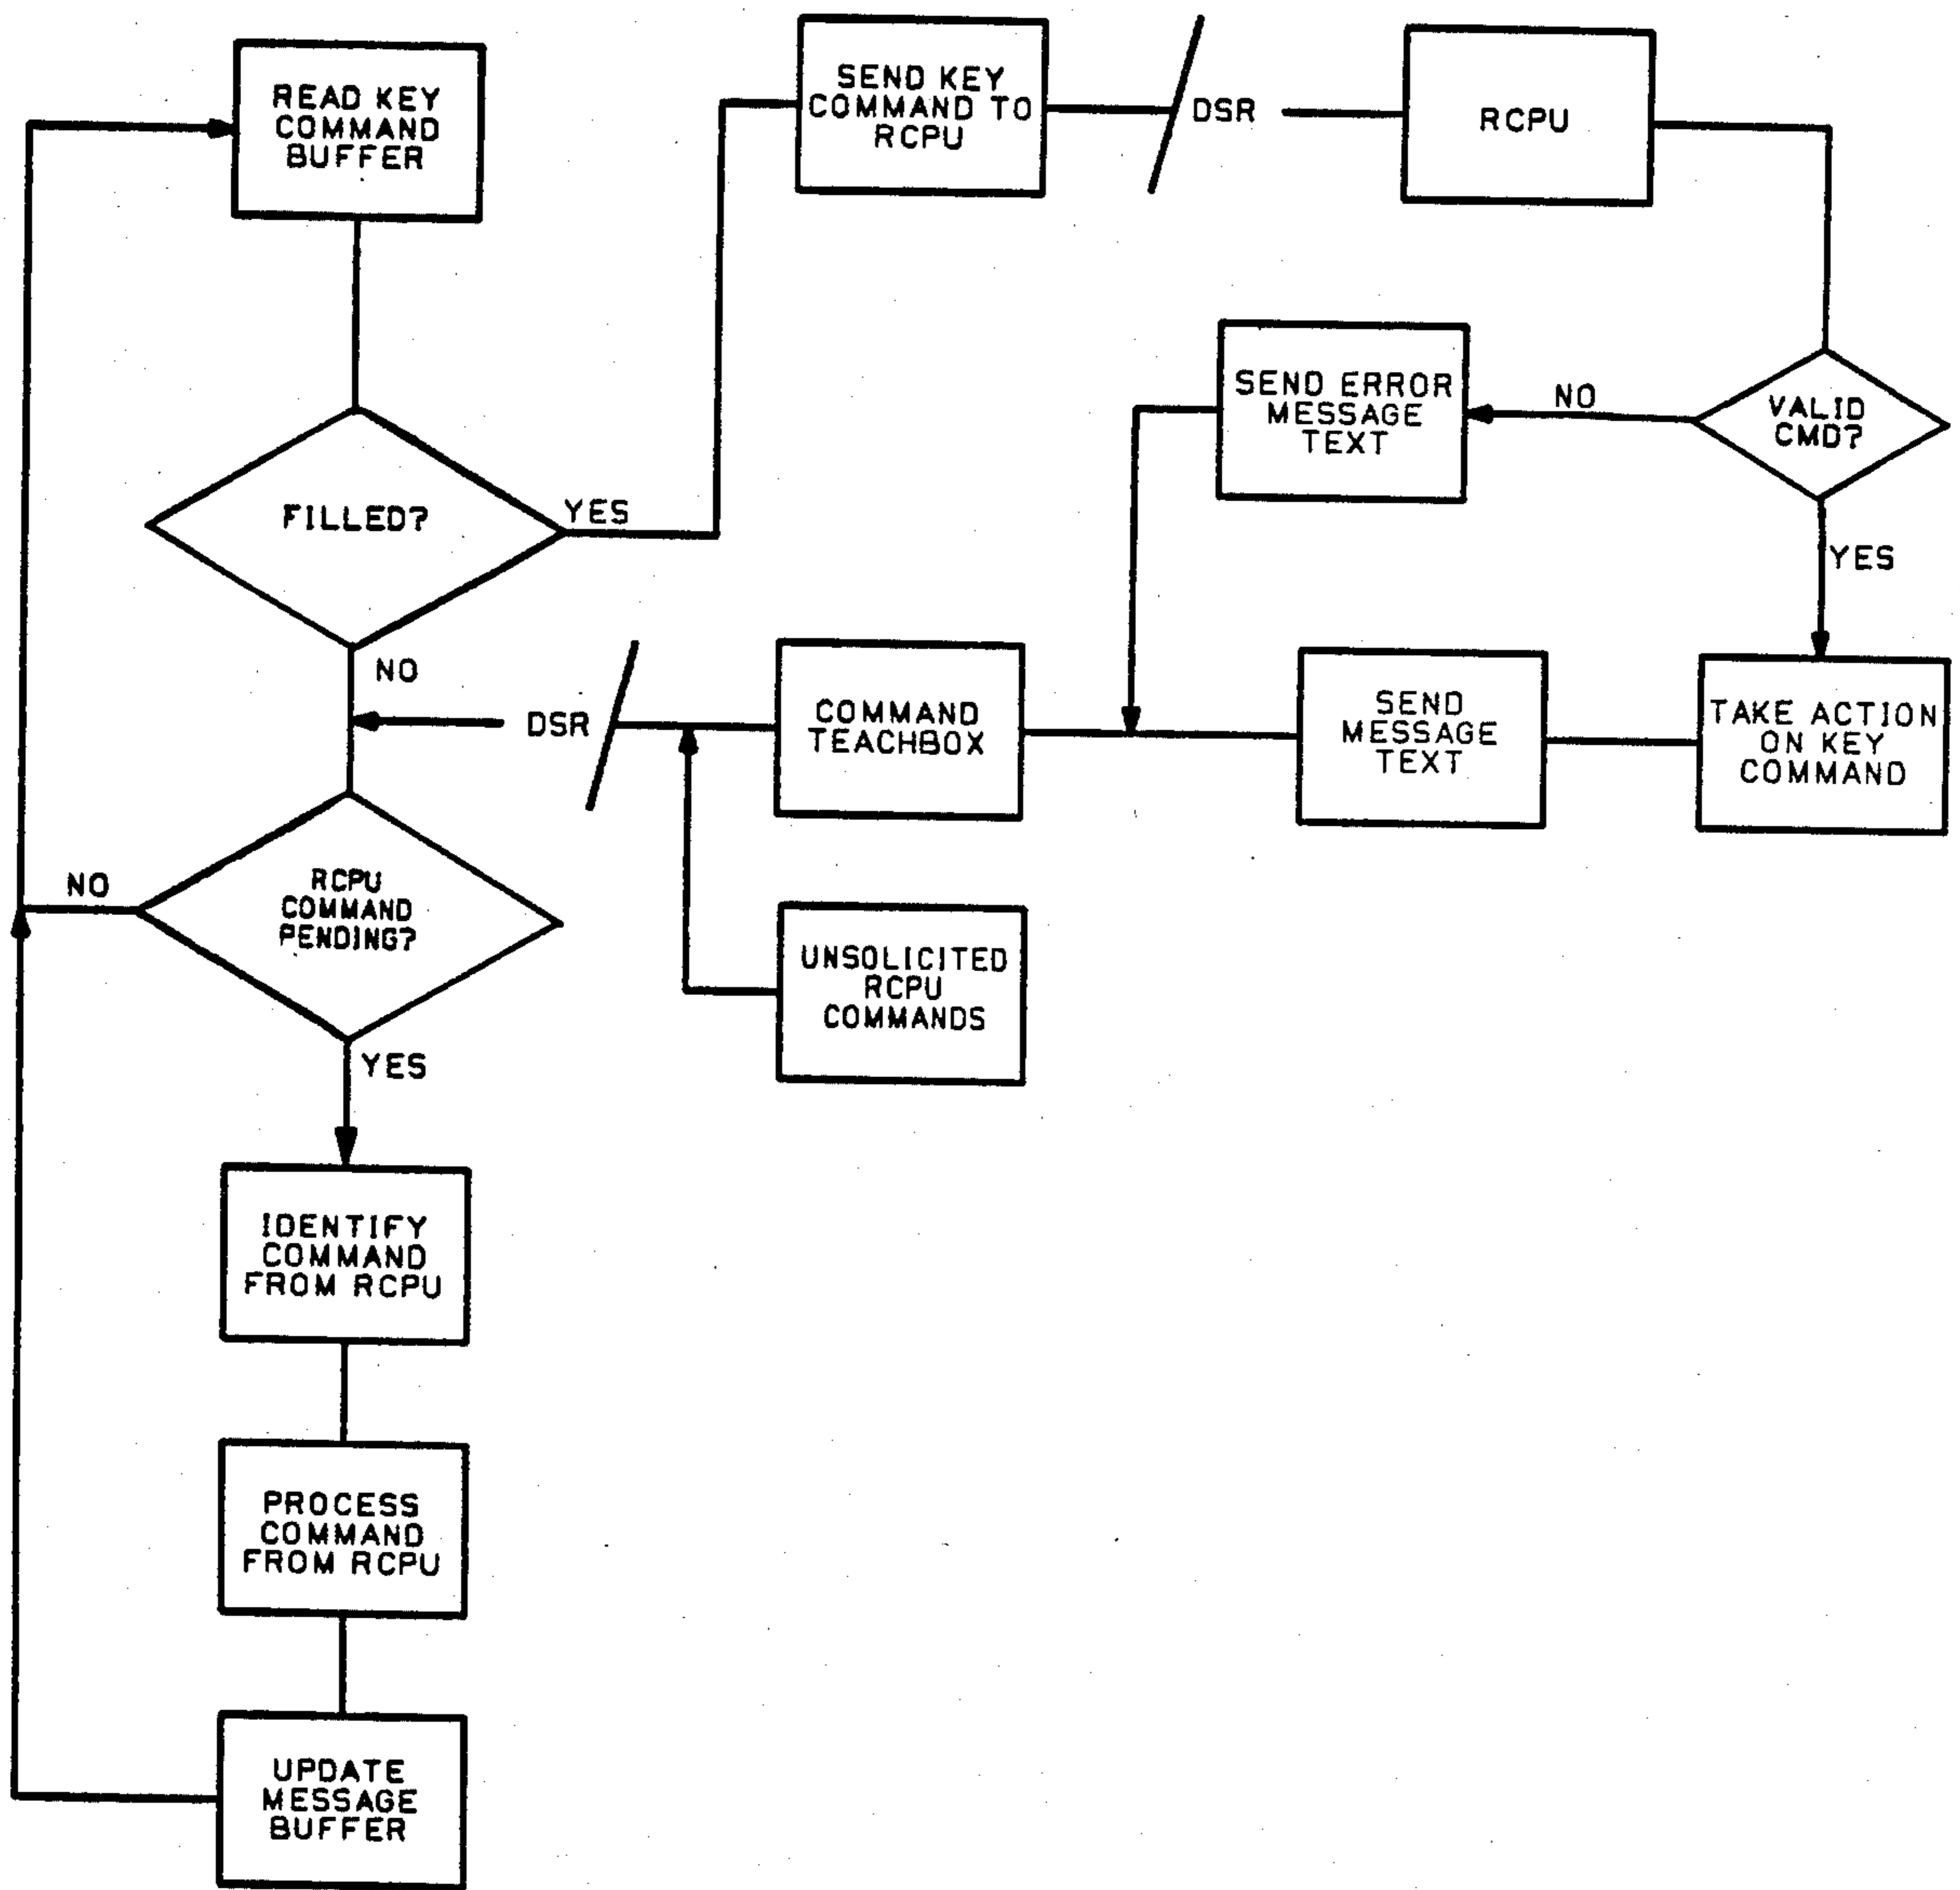 READ KEY
COMMAND
BUFFER
SEND KEY
COMMAND TO
RCPU
DSR
RCPU
SEND ERROR
MESSAGE
TEXT
NO
VALID
CMD?
FILLED?
YES
YES
NO
DSR
COMMAND
TEACHBOX
SEND
MESSAGE
TEXT
TAKE ACTION
ON KEY
COMMAND
NO
RCPU
COMMAND
PENDING?
UNSOLICITED
RCPU
COMMANDS
YES
IDENTIFY
COMMAND
FROM RCPU
PROCESS
COMMAND
FROM RCPU
UPDATE
MESSAGE
BUFFER